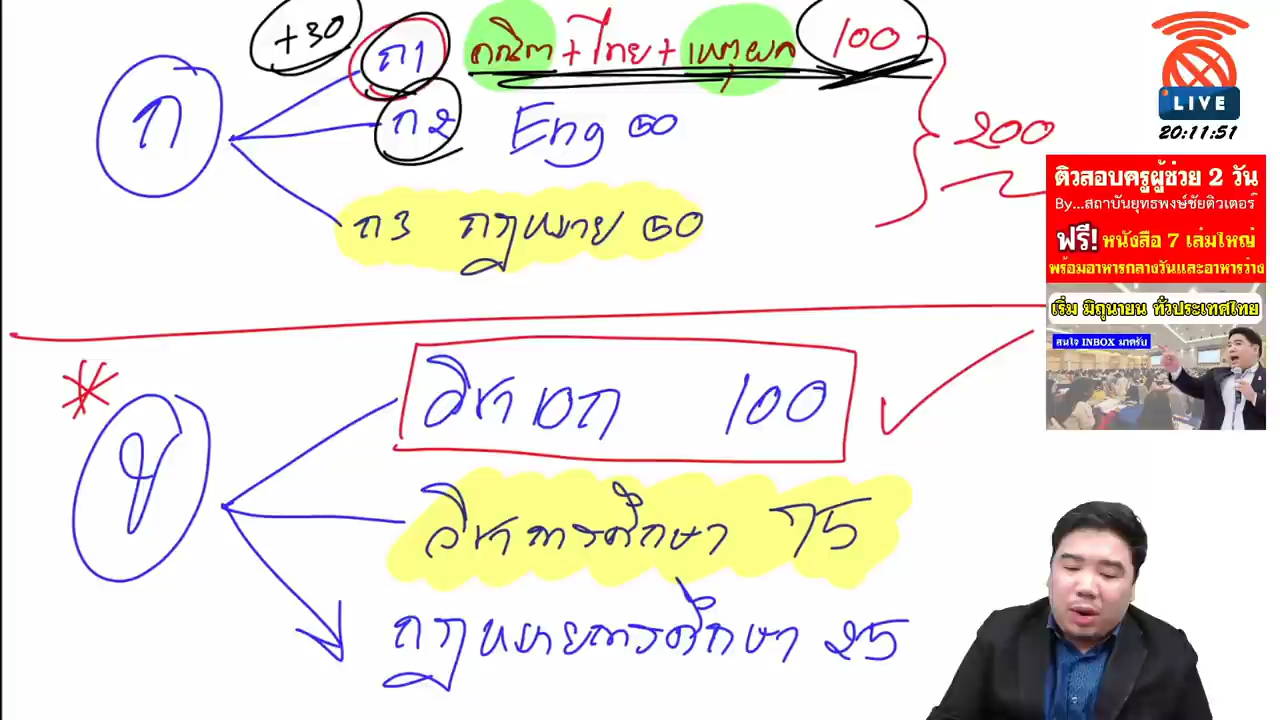 +30
ก
ก1 คณิต+ไทย+เหตุผล 100
ก2 Eng 50
ก3 กฎหมาย 50
200
ข
วิชาเอก 100
วิชาการศึกษา 75
กฎหมายการศึกษา 25
LIVE
20:11:51
ติวสอบครูผู้ช่วย 2 วัน
By...สถาบันยุทธพงษ์ชัยติวเตอร์
ฟรี! หนังสือ 7 เล่มใหญ่
พร้อมอาหารกลางวันและอาหารว่าง
เริ่ม มิถุนายน ทั่วประเทศไทย
สนใจ INBOX มาครับ